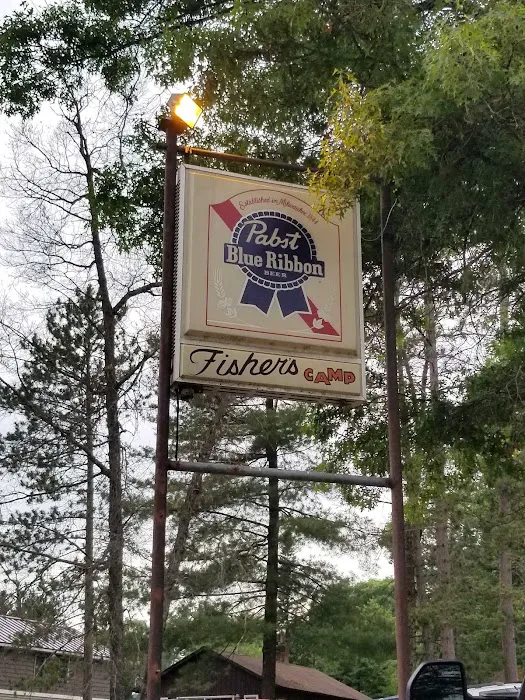 Established in Milwaukee 1844
Pabst
Blue Ribbon
BEER
Fisher's CAMP